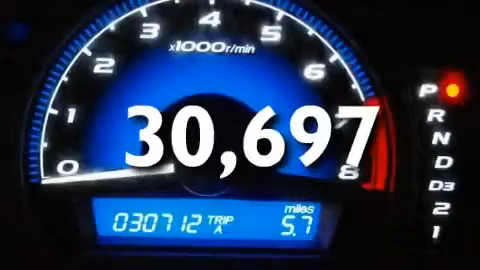 4
3 5
x1000r/min
2 6
P
R
1 30,697
N
0 8
D
D3
miles
030712 TRIP A 5.7
2
1